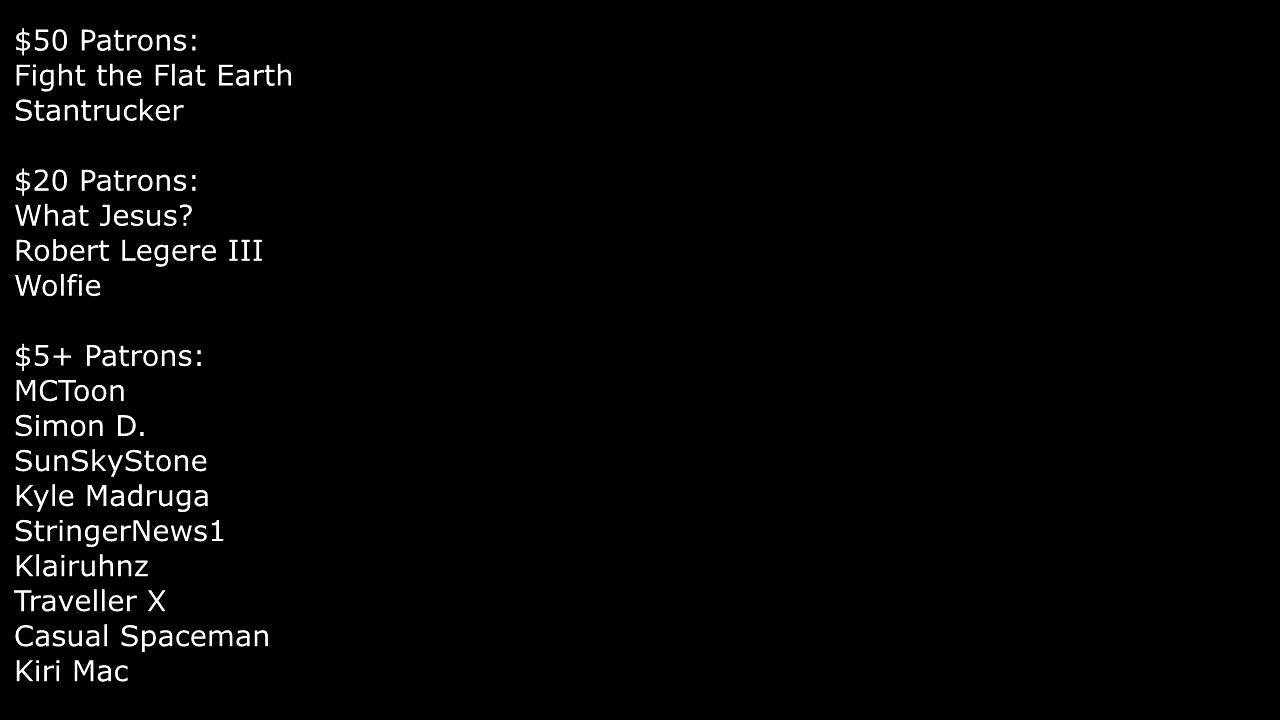 $50 Patrons:
Fight the Flat Earth
Stantrucker
$20 Patrons:
What Jesus?
Robert Legere III
Wolfie
$5+ Patrons:
MCToon
Simon D.
SunSkyStone
Kyle Madruga
StringerNews1
Klairuhnz
Traveller X
Casual Spaceman
Kiri Mac